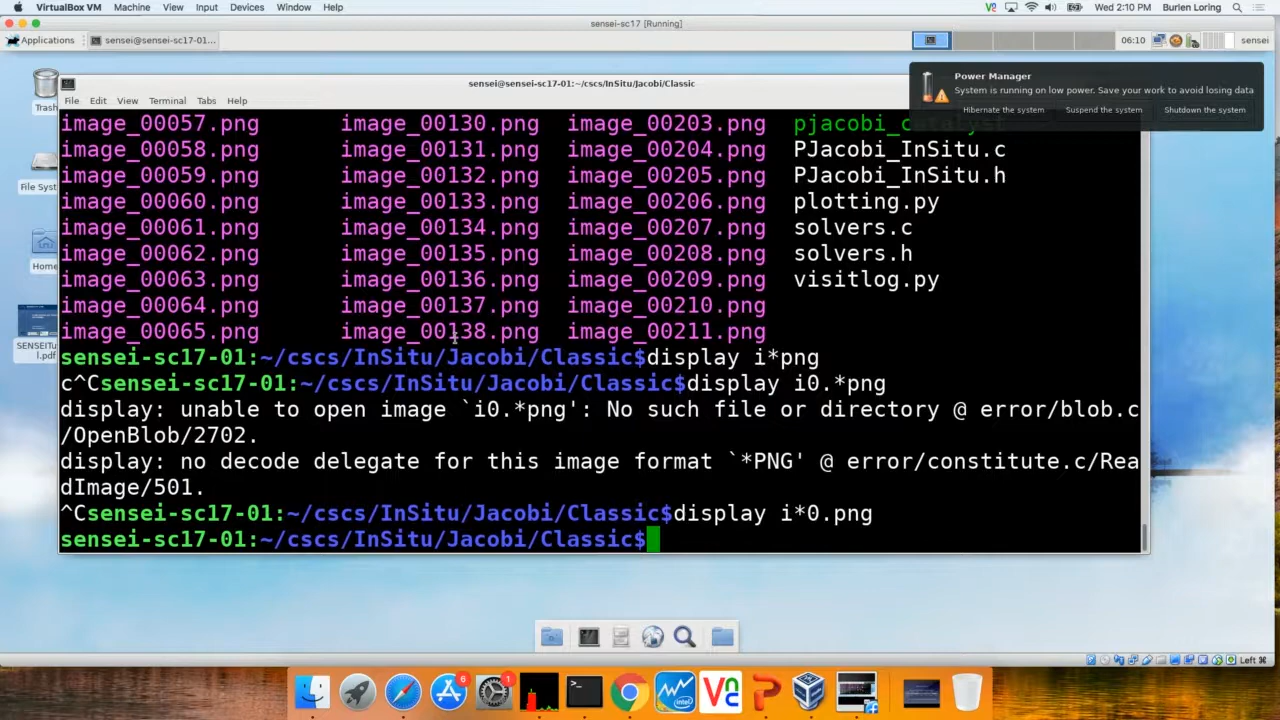 VirtualBox VM Machine View Input Devices Window Help
Wed 2:10 PM Burlen Loring
sensei-sc17 [Running]
Applications
sensei@sensei-sc17-01:...
06:10
sensei
Trash
File Sys
Home
SENSEITu
l.pdf
sensei@sensei-sc17-01:~/cscs/InSitu/Jacobi/Classic
File Edit View Terminal Tabs Help
Power Manager
System is running on low power. Save your work to avoid losing data
Hibernate the system Suspend the system Shutdown the system
image_00057.png image_00130.png image_00203.png pjacobi_catalyst
image_00058.png image_00131.png image_00204.png PJacobi_InSitu.c
image_00059.png image_00132.png image_00205.png PJacobi_InSitu.h
image_00060.png image_00133.png image_00206.png plotting.py
image_00061.png image_00134.png image_00207.png solvers.c
image_00062.png image_00135.png image_00208.png solvers.h
image_00063.png image_00136.png image_00209.png visitlog.py
image_00064.png image_00137.png image_00210.png
image_00065.png image_00138.png image_00211.png
sensei-sc17-01:~/cscs/InSitu/Jacobi/Classic$display i*png
c^Csensei-sc17-01:~/cscs/InSitu/Jacobi/Classic$display i0.*png
display: unable to open image `i0.*png': No such file or directory @ error/blob.c
/OpenBlob/2702.
display: no decode delegate for this image format `*PNG' @ error/constitute.c/Rea
dImage/501.
^Csensei-sc17-01:~/cscs/InSitu/Jacobi/Classic$display i*0.png
sensei-sc17-01:~/cscs/InSitu/Jacobi/Classic$
Left ⌘
6
1